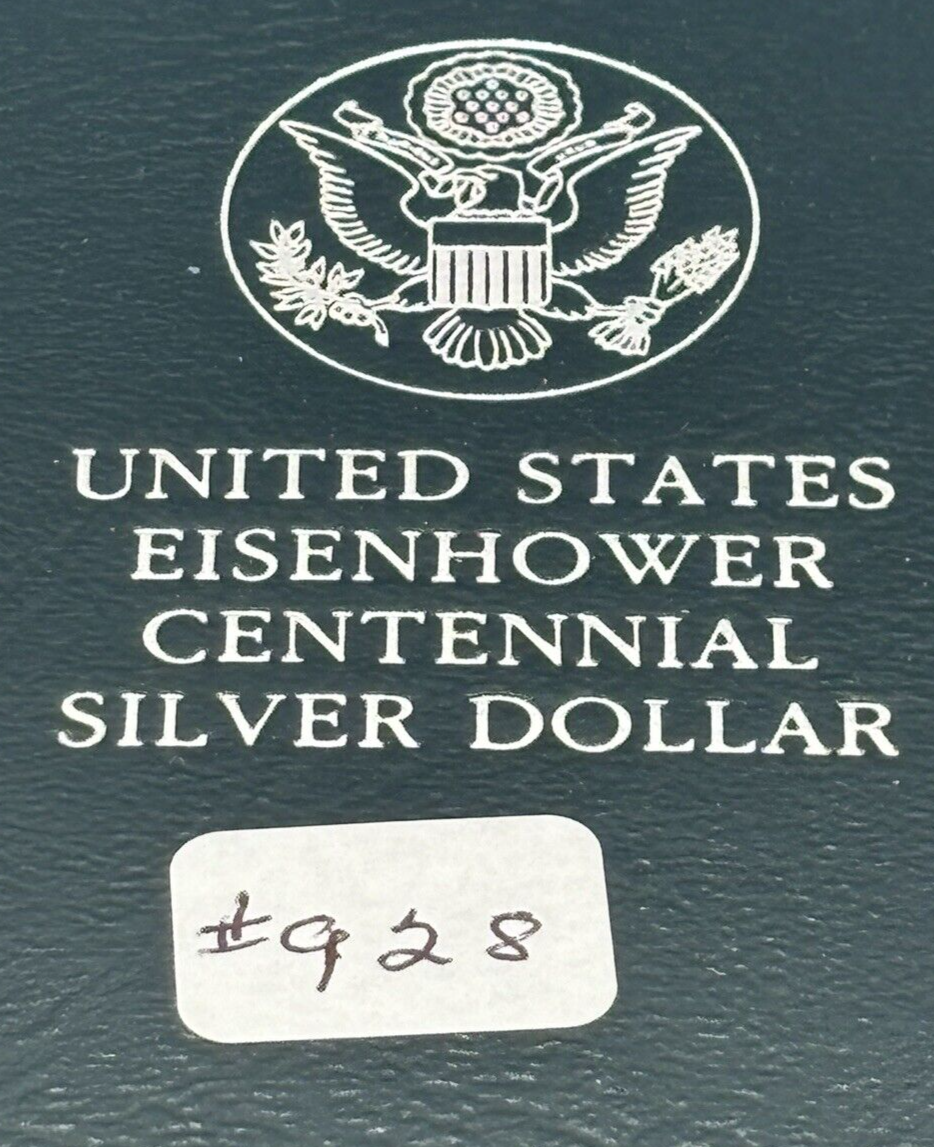 UNITED STATES
EISENHOWER
CENTENNIAL
SILVER DOLLAR
#928